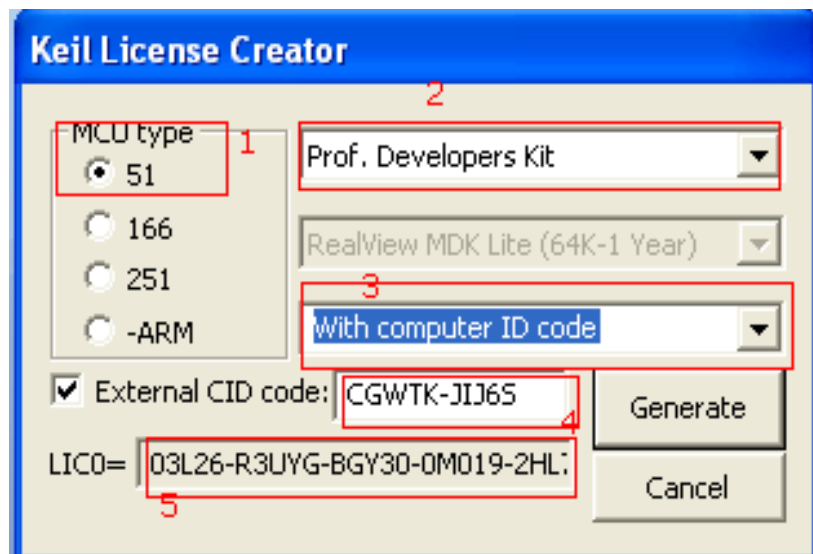 Keil License Creator
2
MCU type
1
51
Prof. Developers Kit
166
RealView MDK Lite (64K-1 Year)
251
3
-ARM
With computer ID code
External CID code:
CGWTK-JIJ6S
4
Generate
LIC0=
03L26-R3UYG-BGY30-0M019-2HL
5
Cancel